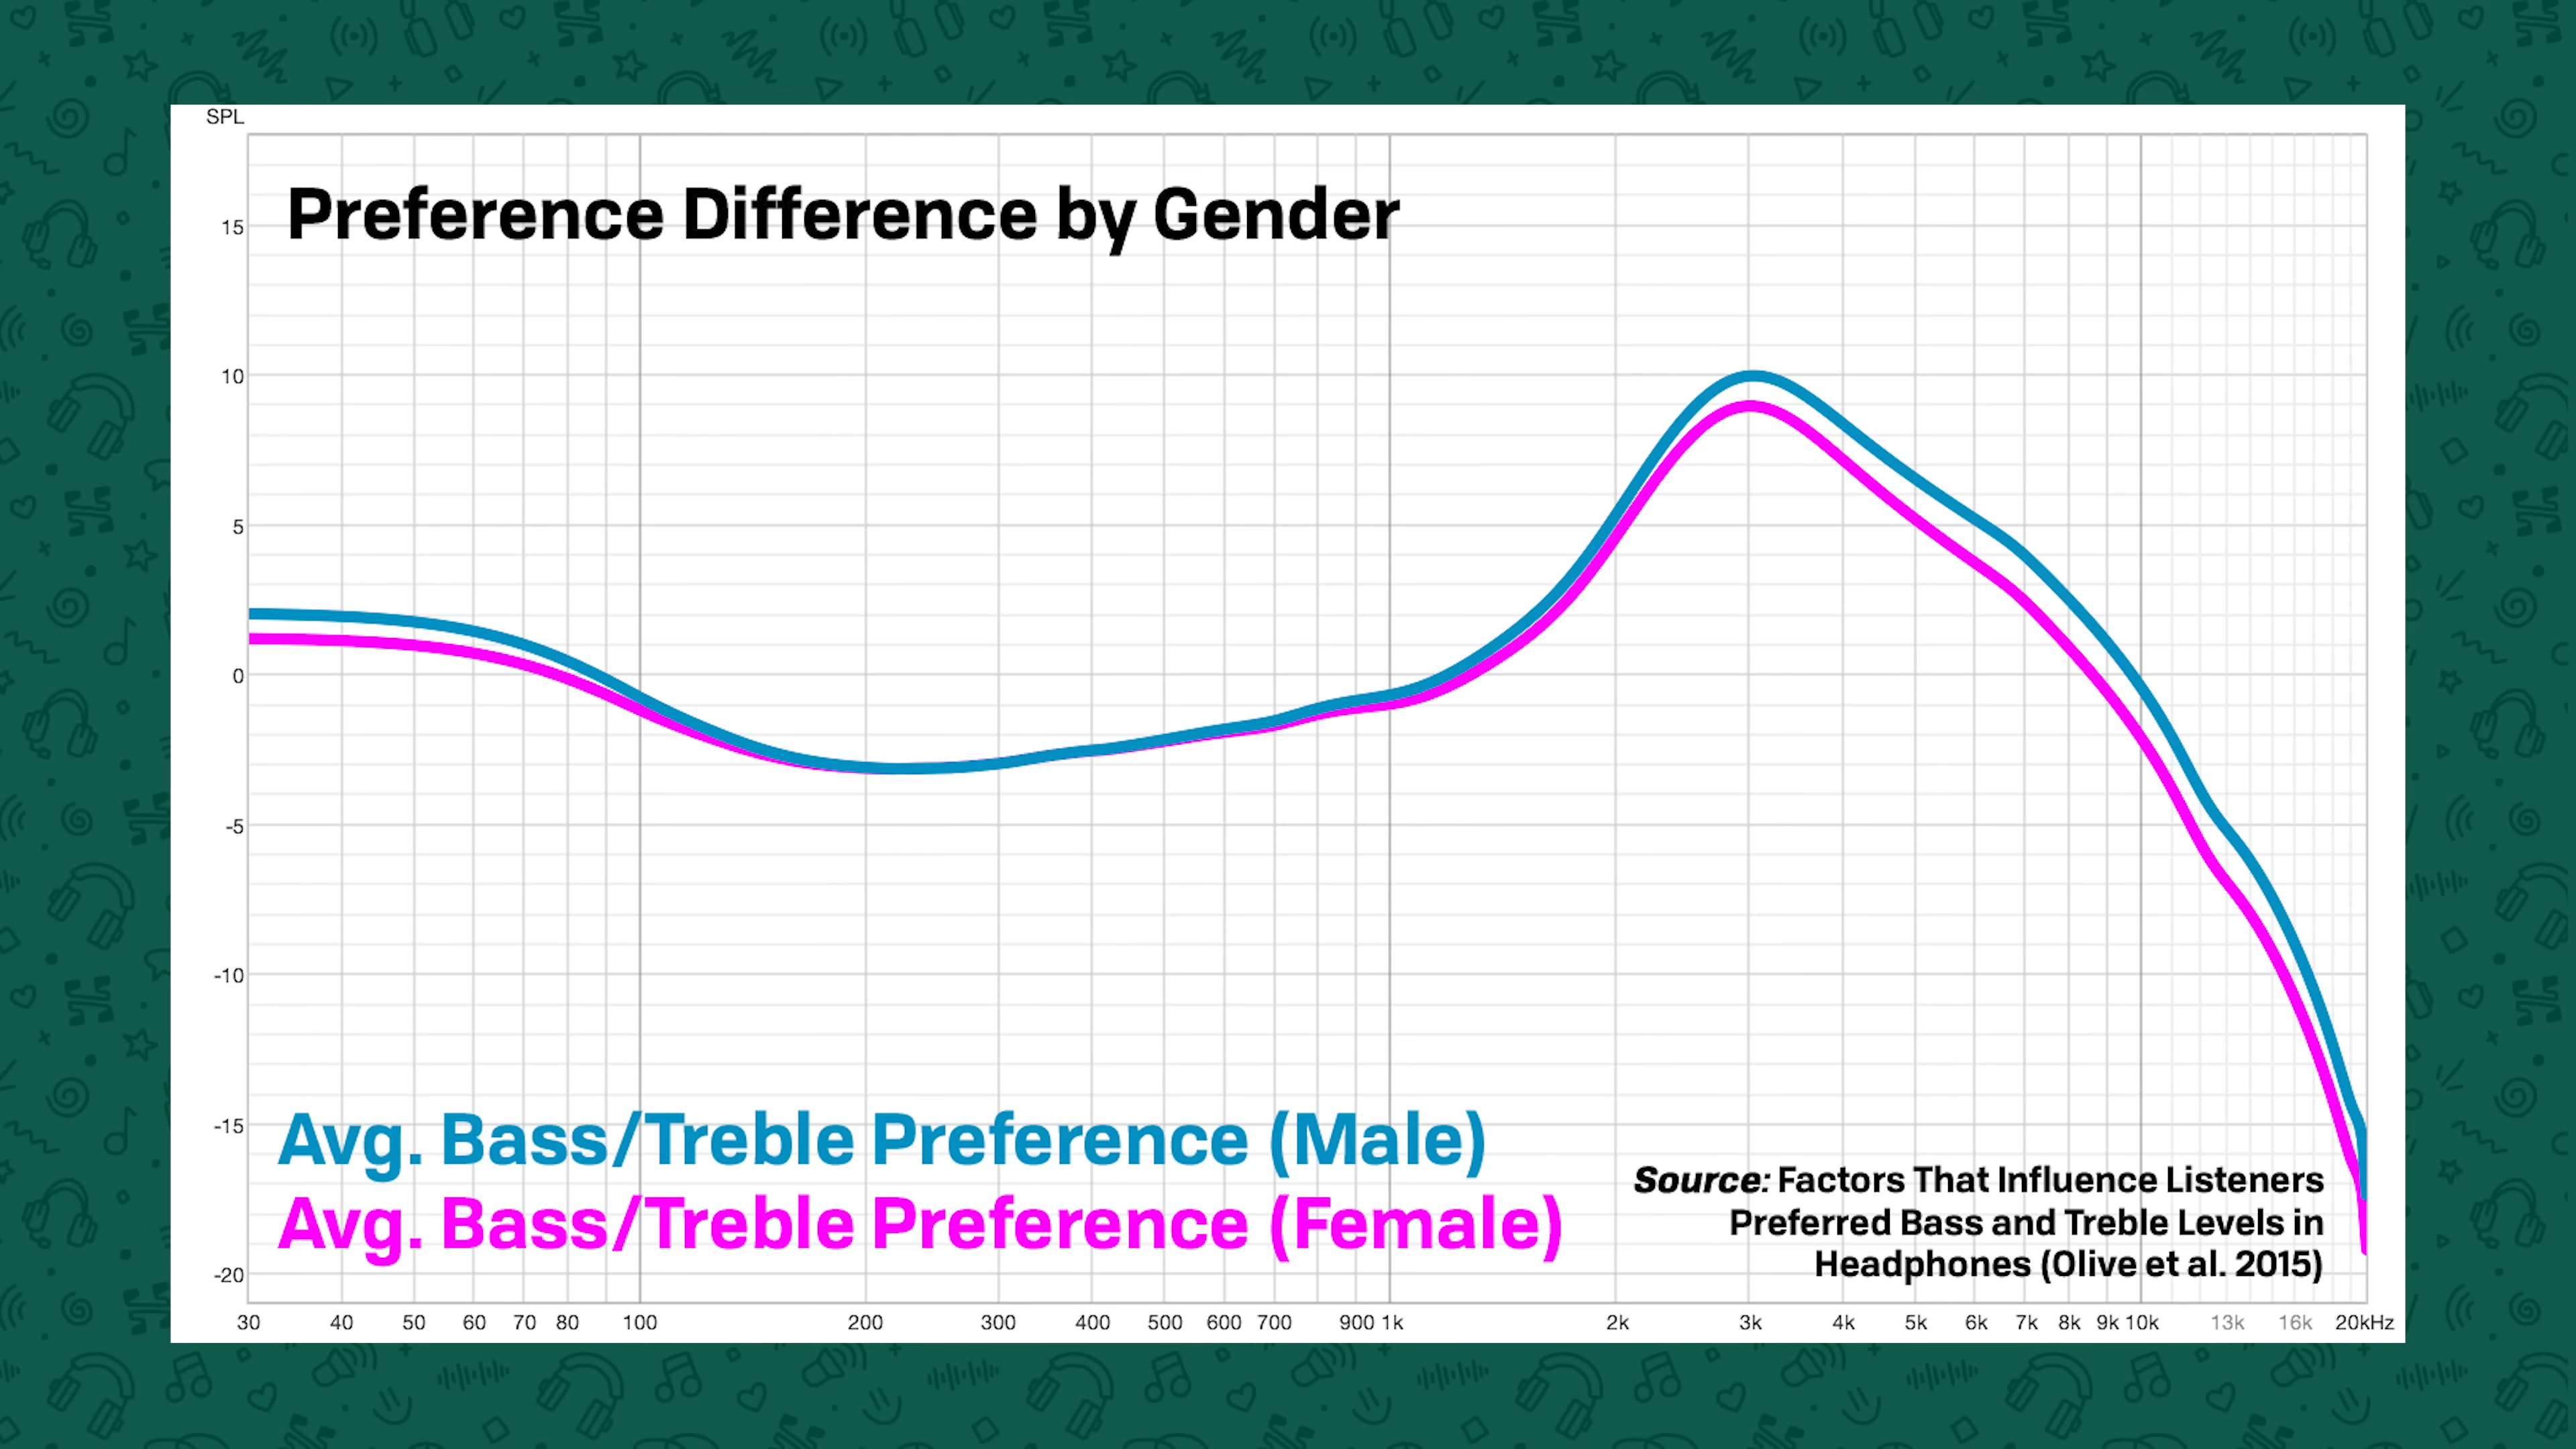 SPL
Preference Difference by Gender
15
10
5
0
-5
-10
-15
-20
Avg. Bass/Treble Preference (Male)
Avg. Bass/Treble Preference (Female)
Source: Factors That Influence Listeners
Preferred Bass and Treble Levels in
Headphones (Olive et al. 2015)
30 40 50 60 70 80 100 200 300 400 500 600 700 900 1k 2k 3k 4k 5k 6k 7k 8k 9k 10k 13k 16k 20kHz